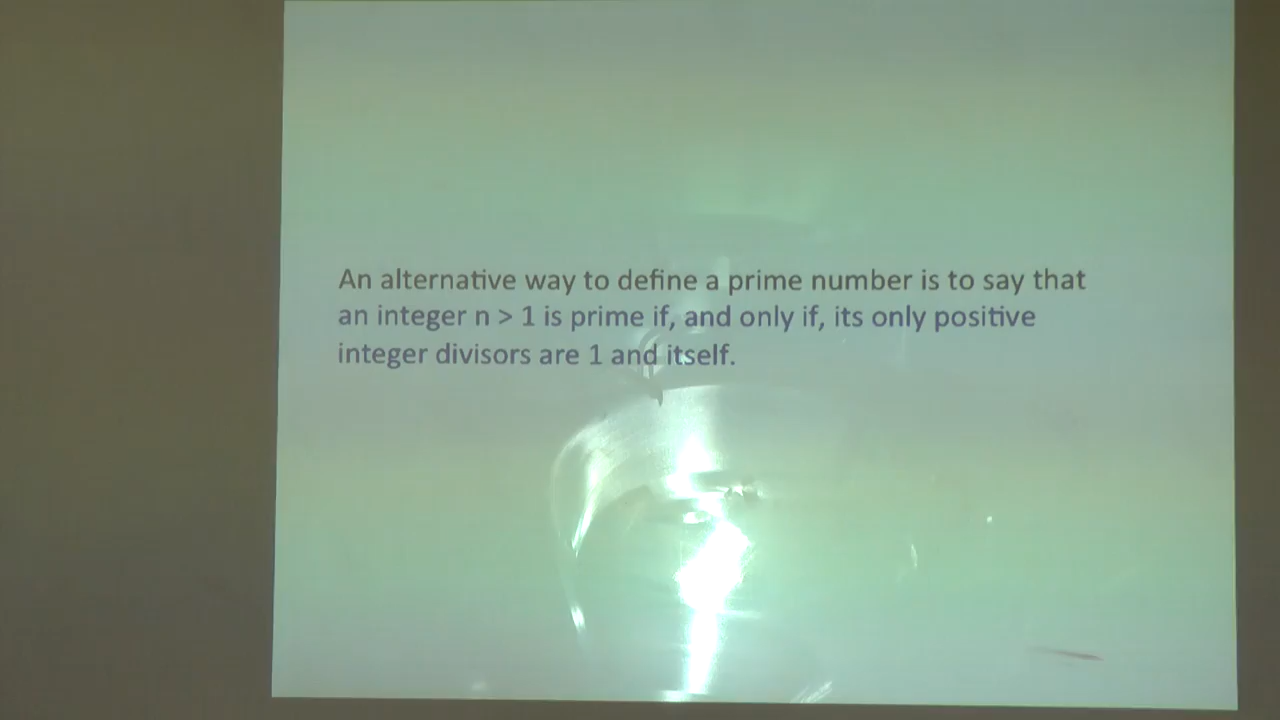 An alternative way to define a prime number is to say that
an integer n > 1 is prime if, and only if, its only positive
integer divisors are 1 and itself.